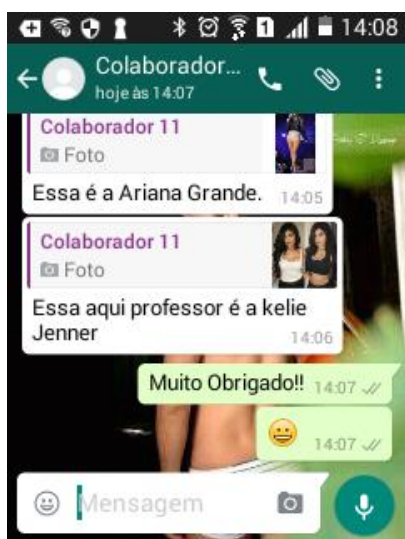 14:08
Colaborador...
hoje às 14:07
Colaborador 11
Foto
Essa é a Ariana Grande. 14:05
Colaborador 11
Foto
Essa aqui professor é a kelie
Jenner 14:06
Muito Obrigado!! 14:07
14:07
Mensagem